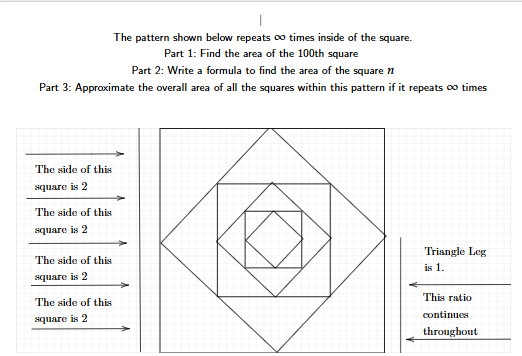 The pattern shown below repeats ∞ times inside of the square.
Part 1: Find the area of the 100th square
Part 2: Write a formula to find the area of the square n
Part 3: Approximate the overall area of all the squares within this pattern if it repeats ∞ times
The side of this
square is 2
The side of this
square is 2
The side of this
square is 2
The side of this
square is 2
Triangle Leg
is 1.
This ratio
continues
throughout